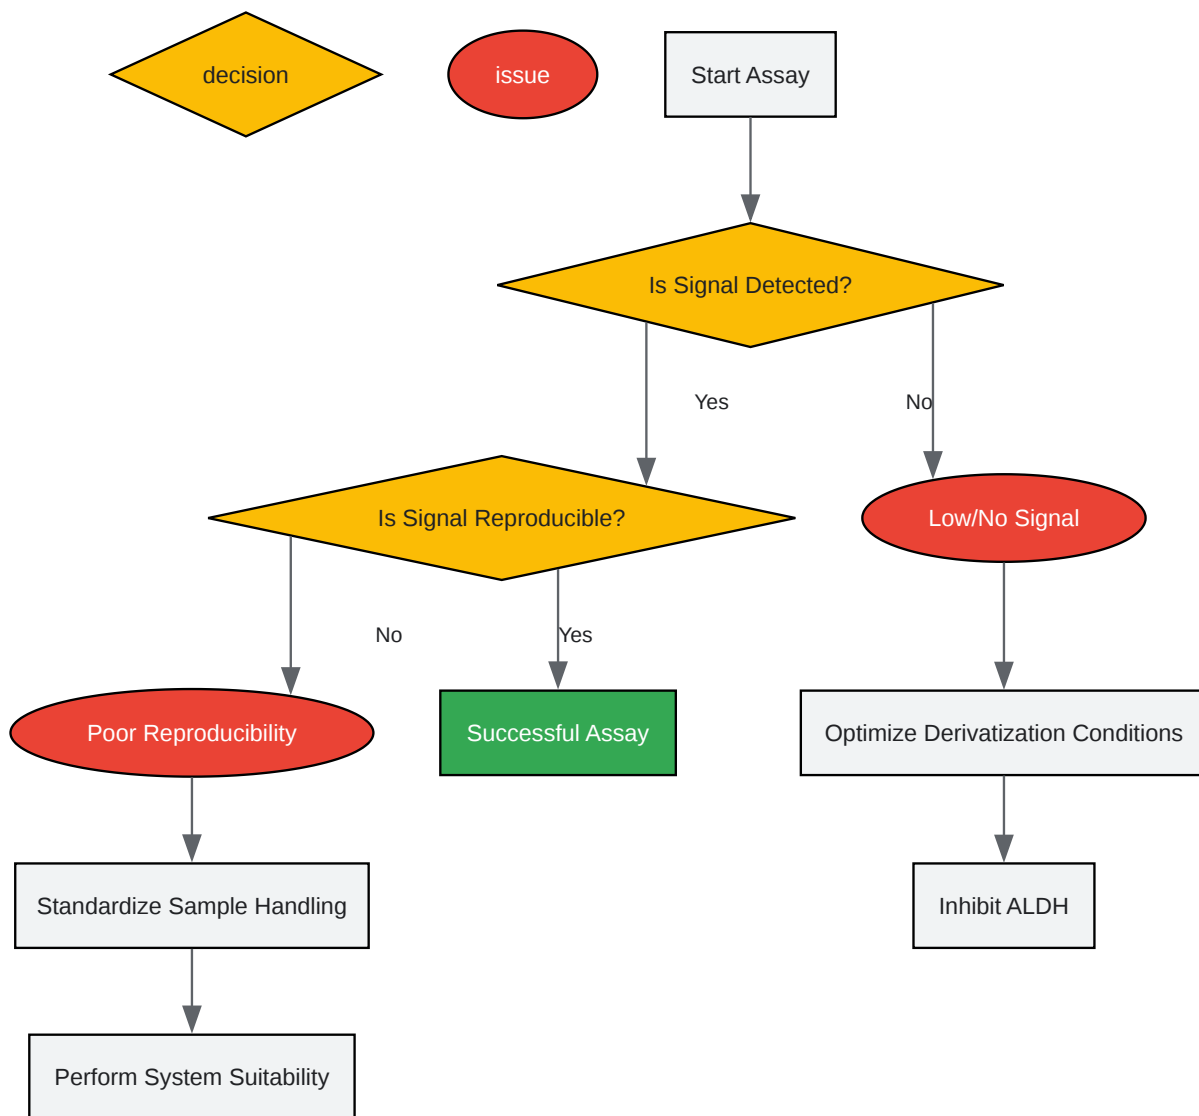 decision
issue
Start Assay
Is Signal Detected?
Yes
No
Is Signal Reproducible?
Low/No Signal
No
Yes
Poor Reproducibility
Successful Assay
Optimize Derivatization Conditions
Standardize Sample Handling
Inhibit ALDH
Perform System Suitability